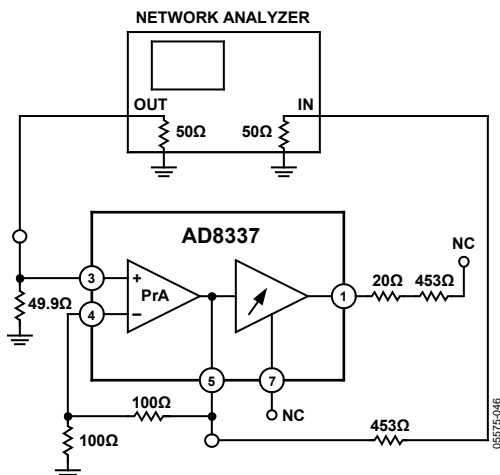 NETWORK ANALYZER
OUT
IN
50Ω
50Ω
AD8337
NC
3
+
PrA
1
20Ω
453Ω
49.9Ω
4
−
5
7
100Ω
NC
100Ω
453Ω
05575-046